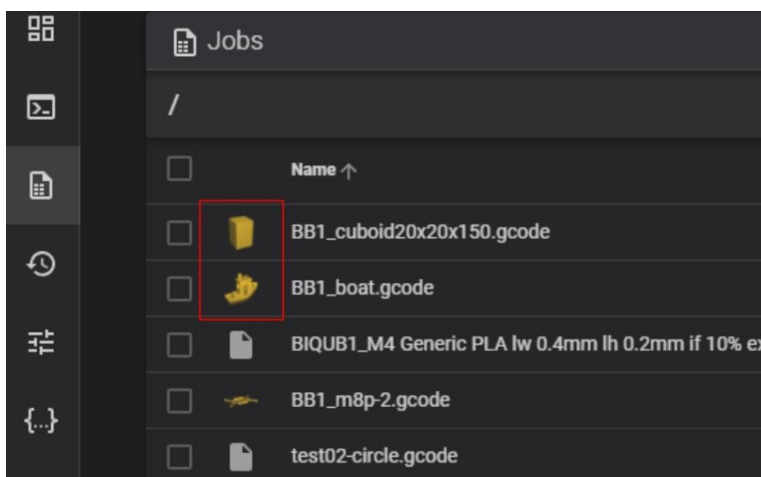 Jobs
/
Name ↑
BB1_cuboid20x20x150.gcode
BB1_boat.gcode
BIQUB1_M4 Generic PLA lw 0.4mm lh 0.2mm if 10%
BB1_m8p-2.gcode
test02-circle.gcode